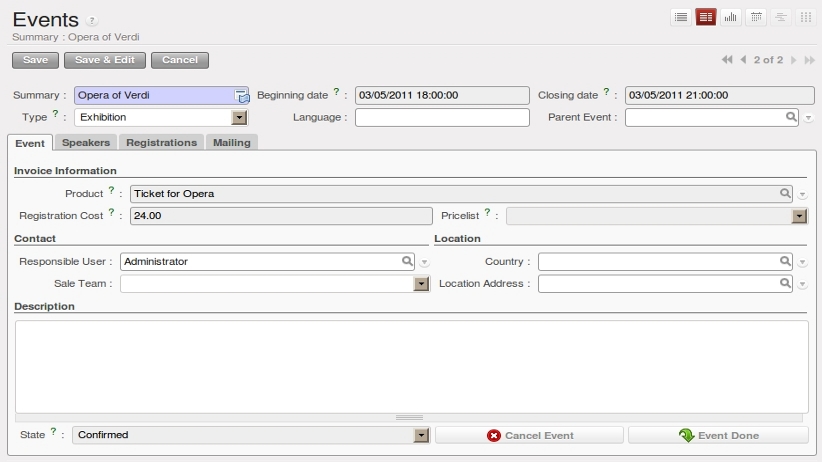 Events ?
Summary : Opera of Verdi
Save Save & Edit Cancel 2 of 2
Summary : Opera of Verdi Beginning date ? : 03/05/2011 18:00:00 Closing date ? : 03/05/2011 21:00:00
Type ? : Exhibition Language : Parent Event :
Event Speakers Registrations Mailing
Invoice Information
Product ? : Ticket for Opera
Registration Cost ? : 24.00 Pricelist ? :
Contact Location
Responsible User : Administrator Country :
Sale Team : Location Address :
Description
State ? : Confirmed Cancel Event Event Done